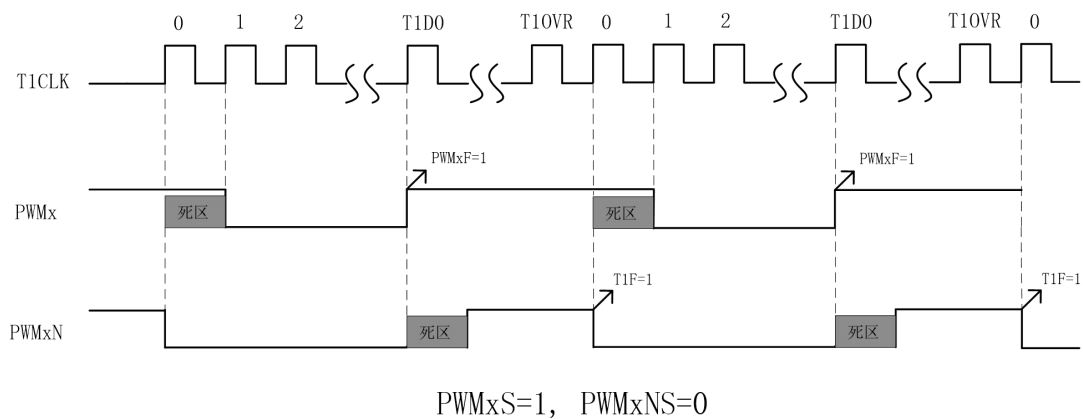 0 1 2 T1D0 T1OVR 0 1 2 T1D0 T1OVR 0
T1CLK
PWMxF=1 PWMxF=1
PWMx 死区 死区
T1F=1 T1F=1
PWMxN 死区 死区
PWMxS=1, PWMxNS=0